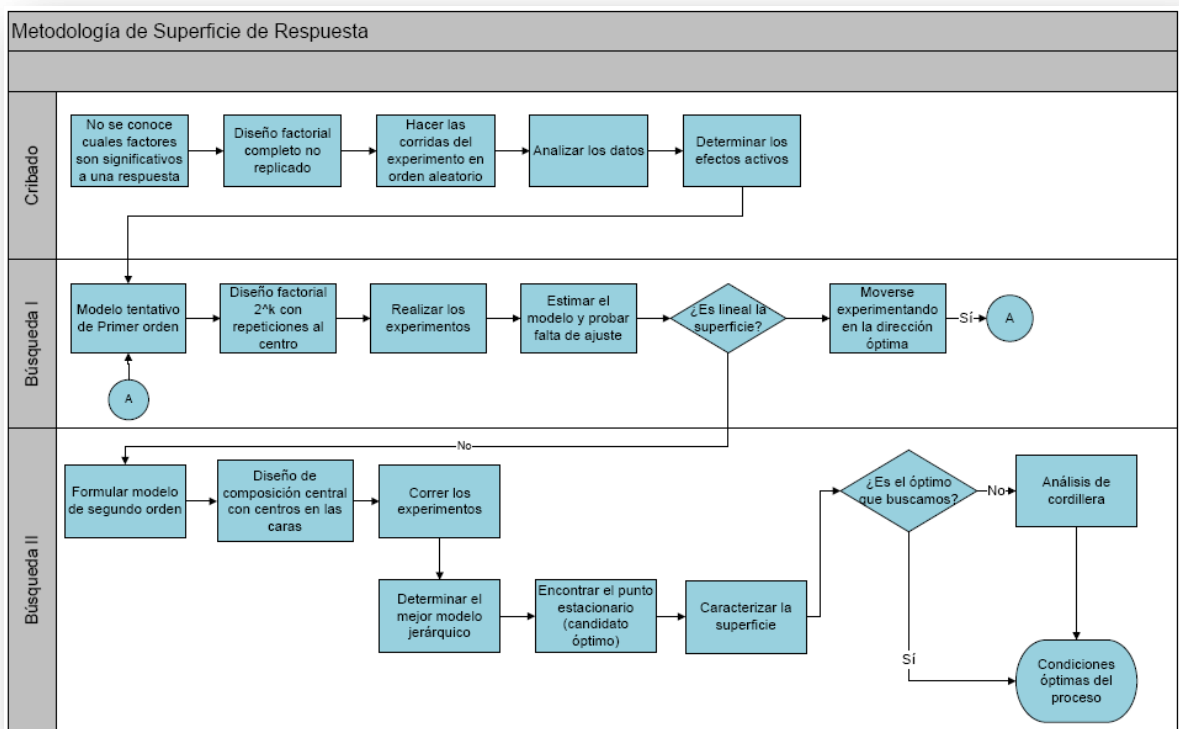 Metodología de Superficie de Respuesta
Cribado
No se conoce
cuales factores
son significativos
a una respuesta
Diseño factorial
completo no
replicado
Hacer las
corridas del
experimento en
orden aleatorio
Analizar los datos
Determinar los
efectos activos
Búsqueda I
Modelo tentativo
de Primer orden
Diseño factorial
2^k con
repeticiones al
centro
Realizar los
experimentos
Estimar el
modelo y probar
falta de ajuste
¿Es lineal la
superficie?
Moverse
experimentando
en la dirección
óptima
Sí
A
A
No
Búsqueda II
Formular modelo
de segundo orden
Diseño de
composición central
con centros en las
caras
Correr los
experimentos
Determinar el
mejor modelo
jerárquico
Encontrar el punto
estacionario
(candidato
óptimo)
Caracterizar la
superficie
¿Es el óptimo
que buscamos?
No
Análisis de
cordillera
Sí
Condiciones
óptimas del
proceso